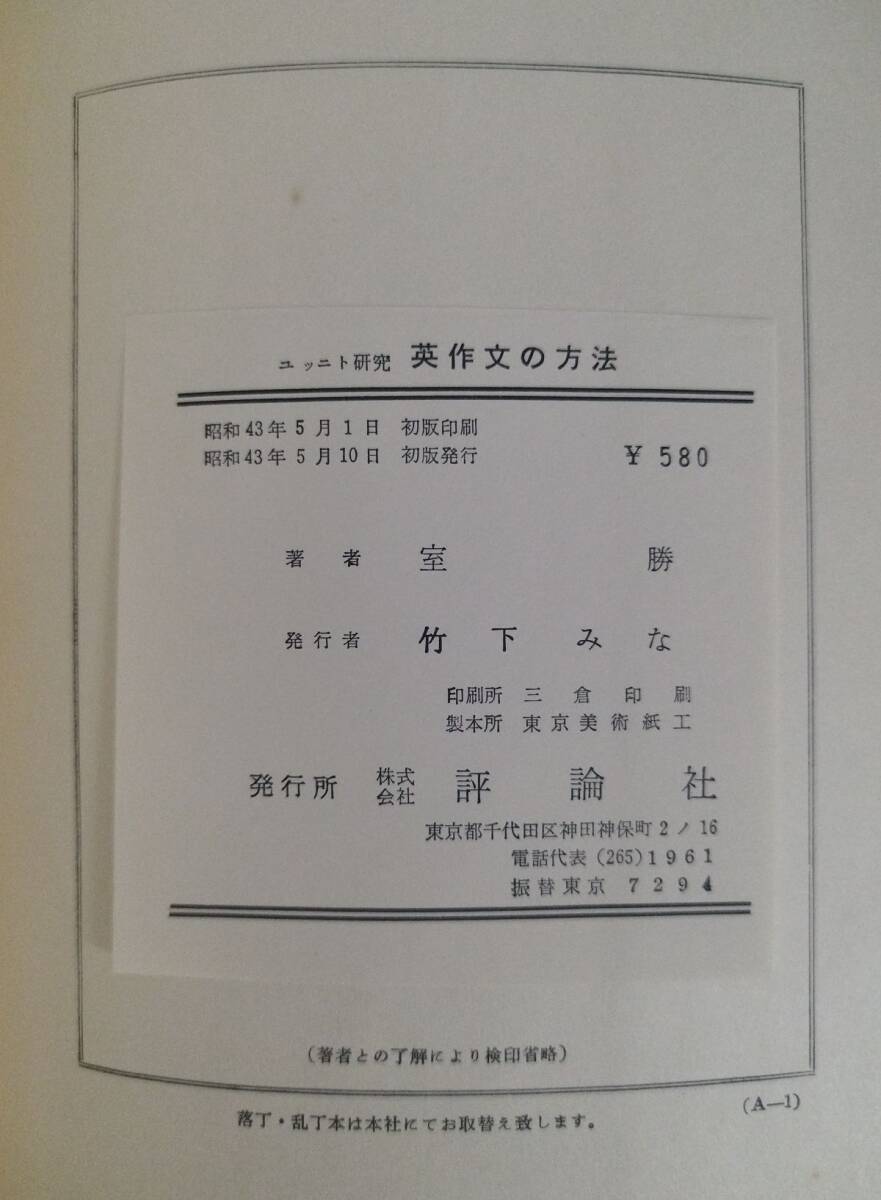 ユッニト研究 英作文の方法
昭和43年5月1日 初版印刷
昭和43年5月10日 初版発行 ¥580
著者 室勝
発行者 竹下みな
印刷所 三倉印刷
製本所 東京美術紙工
発行所 株式会社 評論社
東京都千代田区神田神保町2ノ16
電話代表(265)1961
振替東京 7294
(著者との了解により検印省略)
(A—1)
落丁・乱丁本は本社にてお取替え致します。